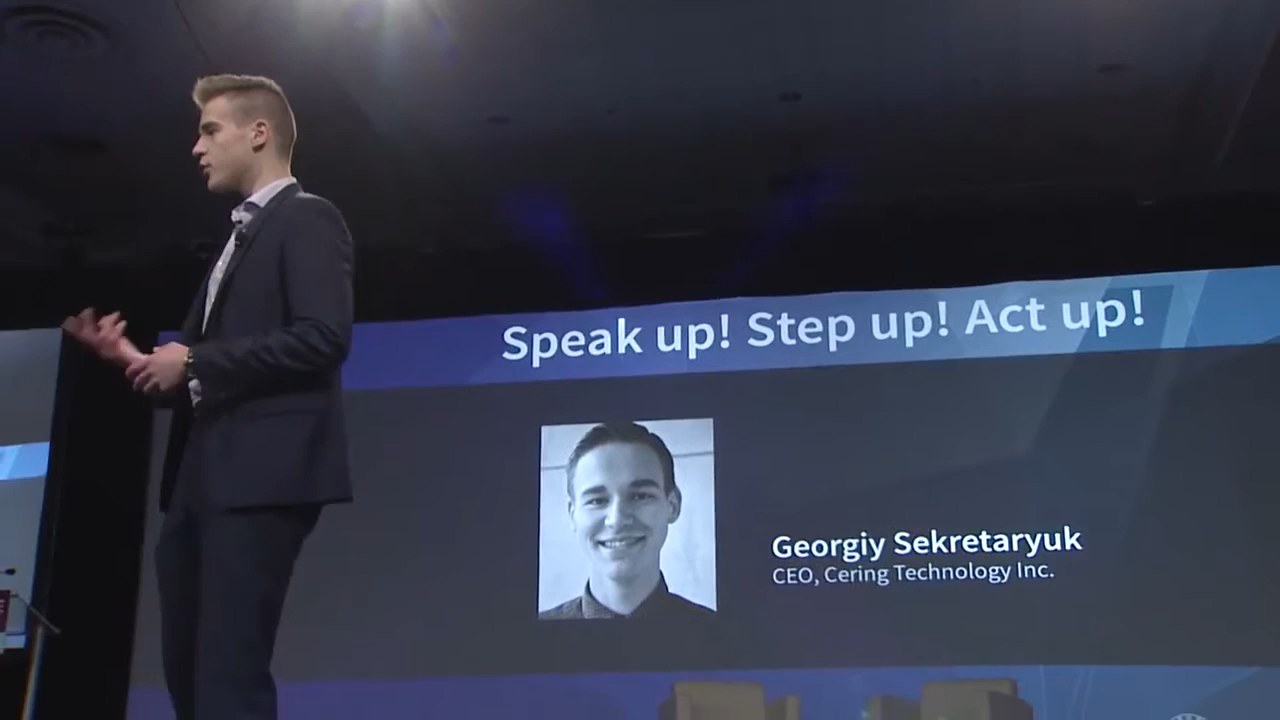 Speak up! Step up! Act up!
Georgiy Sekretaryuk
CEO, Cering Technology Inc.